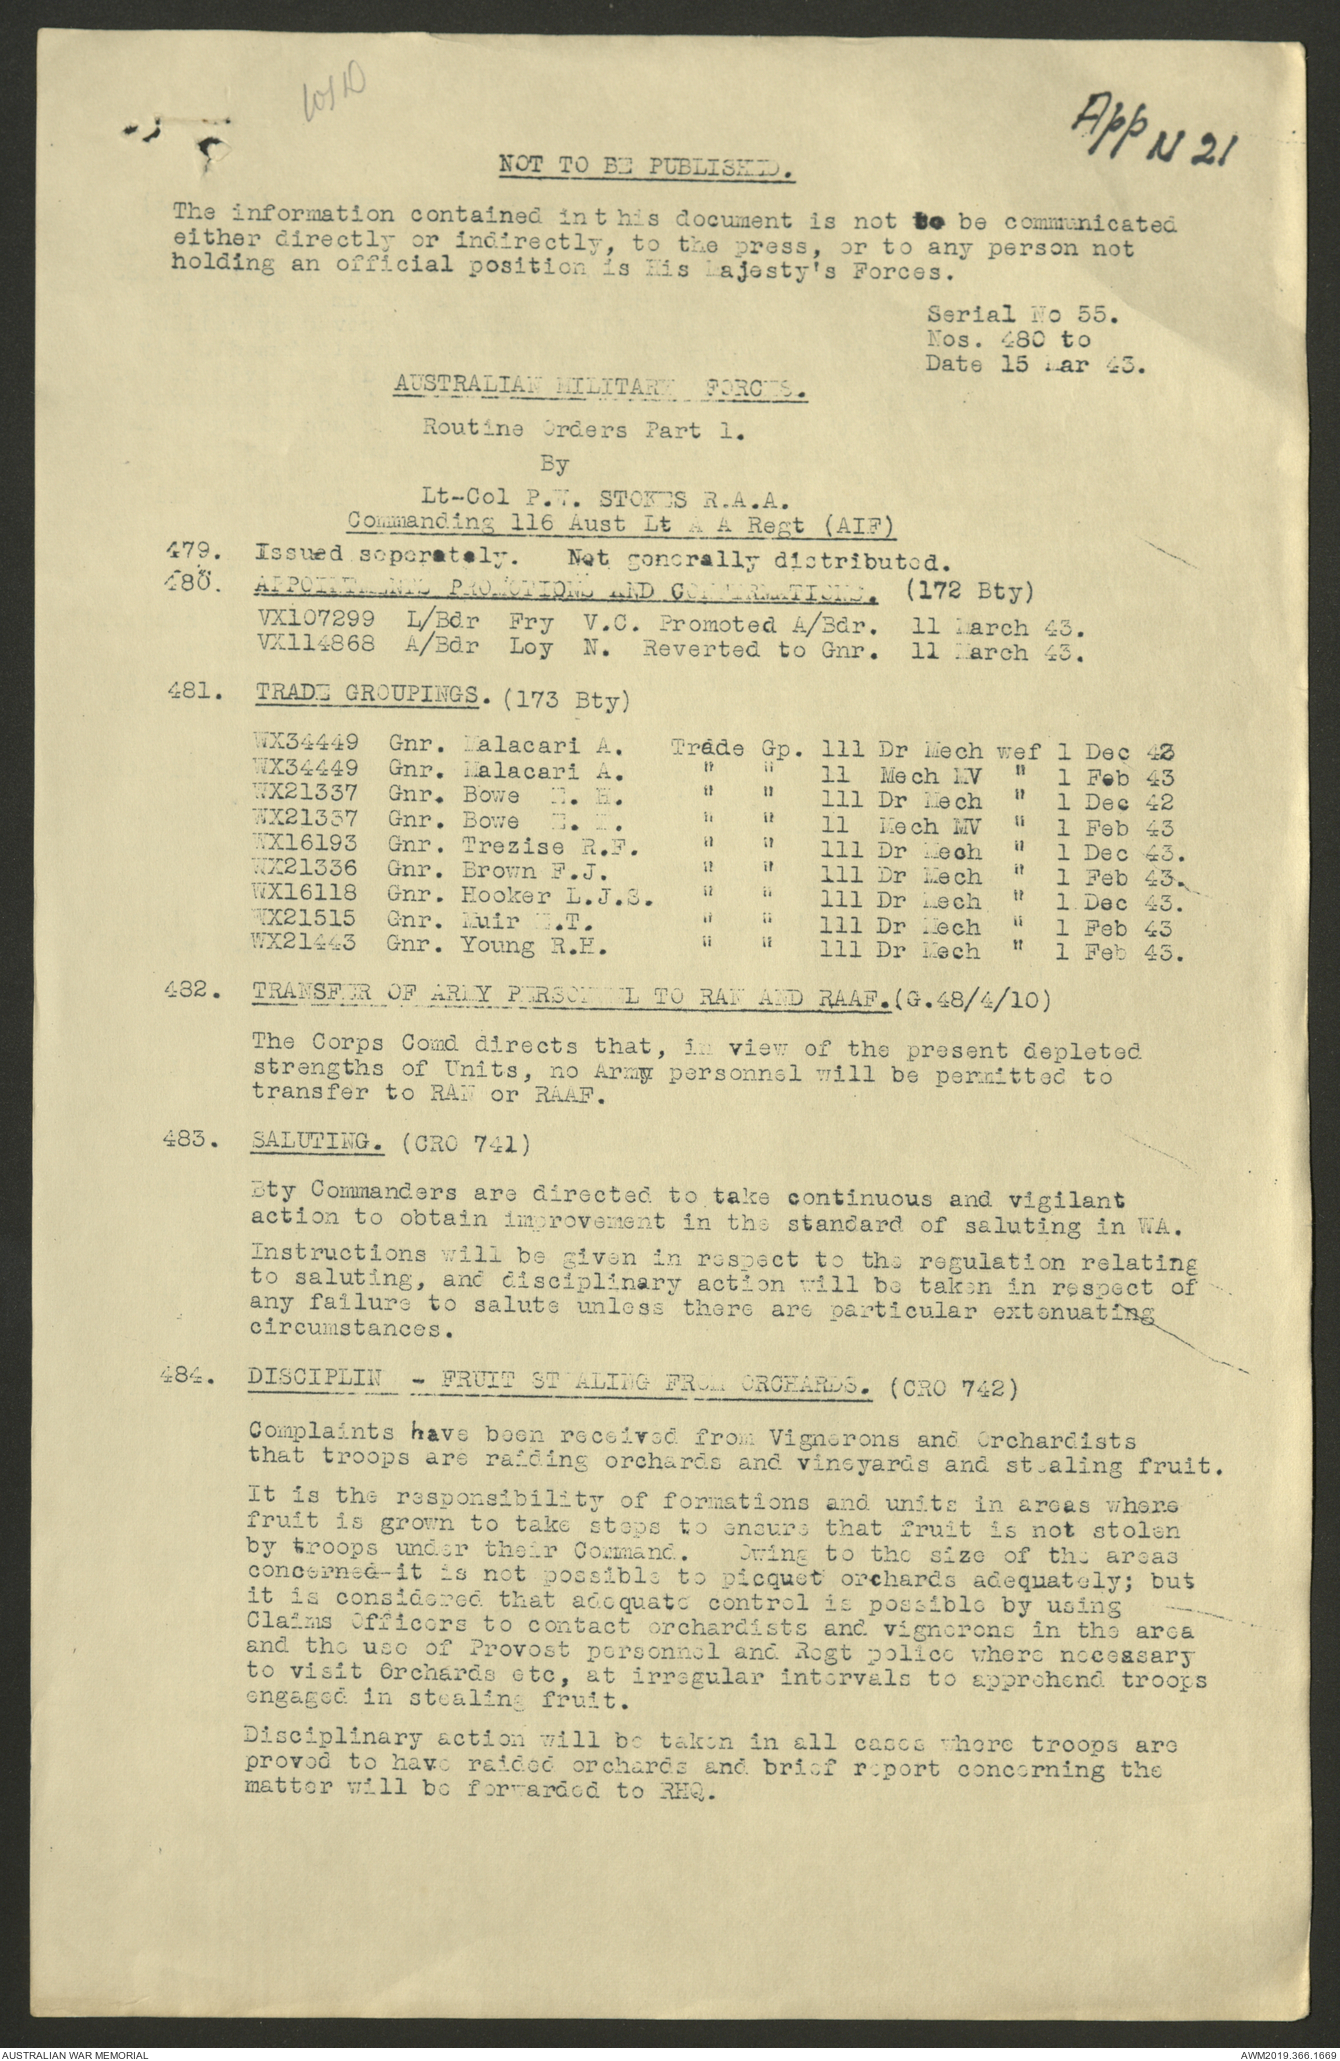 App N 21
NOT TO BE PUBLISHED.
The information contained int his document is not to be communicated
either directly or indirectly, to the press, or to any person not
holding an official position is His Majesty's Forces.
Serial No 55.
Nos. 480 to
Date 15 Mar 43.
AUSTRALIAN MILITARY FORCES.
Routine Orders Part 1.
By
Lt-Col P.W. STOKES R.A.A.
Commanding 116 Aust Lt A A Regt (AIF)
479. Issued seperately. Not generally distributed.
480. APPOINTMENTS PROMOTIONS AND CONFIRMATIONS. (172 Bty)
VX107299 L/Bdr Fry V.C. Promoted A/Bdr. 11 March 43.
VX114868 A/Bdr Loy N. Reverted to Gnr. 11 March 43.
481. TRADE GROUPINGS. (173 Bty)
WX34449 Gnr. Malacari A. Trade Gp. 111 Dr Mech wef 1 Dec 42
WX34449 Gnr. Malacari A. " " 11 Mech MV " 1 Feb 43
WX21337 Gnr. Bowe H. " " 111 Dr Mech " 1 Dec 42
WX21337 Gnr. Bowe " " 11 Mech MV " 1 Feb 43
WX16193 Gnr. Trezise R.F. " " 111 Dr Mech " 1 Dec 43.
WX21336 Gnr. Brown F.J. " " 111 Dr Mech " 1 Feb 43.
WX16118 Gnr. Hooker L.J.S. " " 111 Dr Mech " 1 Dec 43.
WX21515 Gnr. Muir .T. " " 111 Dr Mech " 1 Feb 43
WX21443 Gnr. Young R.H. " " 111 Dr Mech " 1 Feb 43.
482. TRANSFER OF ARMY PERSONNEL TO RAN AND RAAF. (G.48/4/10)
The Corps Comd directs that, in view of the present depleted
strengths of Units, no Army personnel will be permitted to
transfer to RAN or RAAF.
483. SALUTING. (CRO 741)
Bty Commanders are directed to take continuous and vigilant
action to obtain improvement in the standard of saluting in WA.
Instructions will be given in respect to the regulation relating
to saluting, and disciplinary action will be taken in respect of
any failure to salute unless there are particular extenuating
circumstances.
484. DISCIPLIN - FRUIT STEALING FROM ORCHARDS. (CRO 742)
Complaints have been received from Vignerons and Orchardists
that troops are raiding orchards and vineyards and stealing fruit.
It is the responsibility of formations and units in areas where
fruit is grown to take steps to ensure that fruit is not stolen
by troops under their Command. Owing to the size of the areas
concerned it is not possible to picquet orchards adequately; but
it is considered that adequate control is possible by using
Claims Officers to contact orchardists and vignerons in the area
and the use of Provost personnel and Regt police where necessary
to visit Orchards etc, at irregular intervals to apprehend troops
engaged in stealing fruit.
Disciplinary action will be taken in all cases where troops are
proved to have raided orchards and brief report concerning the
matter will be forwarded to RHQ.
AUSTRALIAN WAR MEMORIAL
AWM2019.366.1669